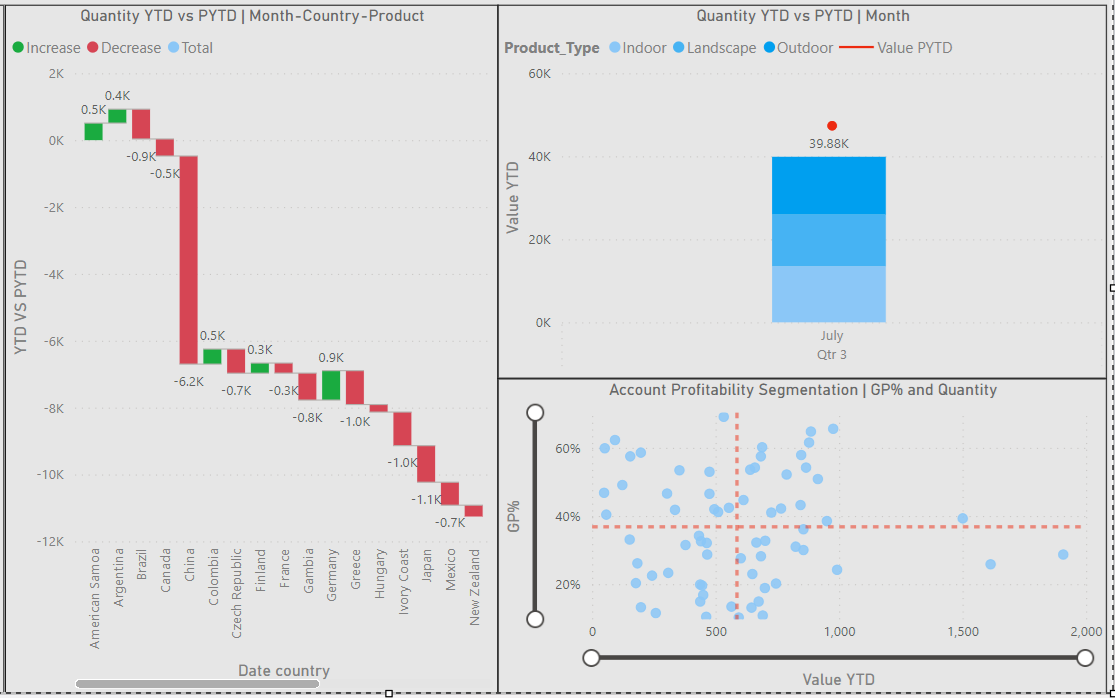 Quantity YTD vs PYTD | Month-Country-Product
Increase Decrease Total
2K
0K
-2K
-4K
-6K
-8K
-10K
-12K
YTD VS PYTD
0.5K
0.4K
-0.9K
-0.5K
-6.2K
0.5K
-0.7K
0.3K
-0.3K
-0.8K
0.9K
-1.0K
-1.0K
-1.1K
-0.7K
American Samoa
Argentina
Brazil
Canada
China
Colombia
Czech Republic
Finland
France
Gambia
Germany
Greece
Hungary
Ivory Coast
Japan
Mexico
New Zealand
Date country
Quantity YTD vs PYTD | Month
Product_Type Indoor Landscape Outdoor Value PYTD
60K
40K
20K
0K
Value YTD
39.88K
July
Qtr 3
Account Profitability Segmentation | GP% and Quantity
60%
40%
20%
GP%
0 500 1,000 1,500 2,000
Value YTD